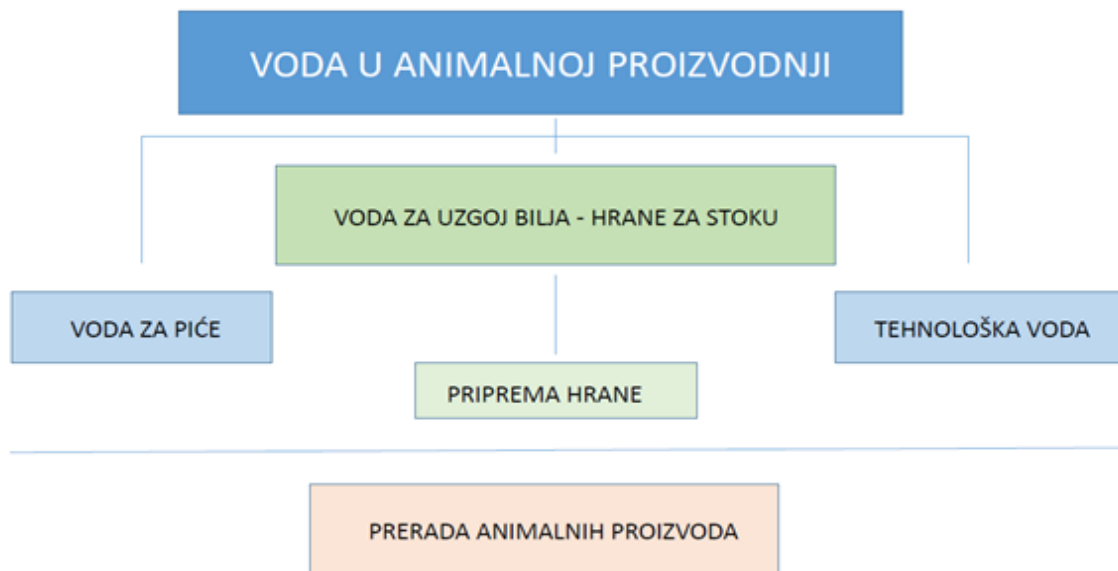 VODA U ANIMALNOJ PROIZVODNJI
VODA ZA UZGOJ BILJA - HRANE ZA STOKU
VODA ZA PIĆE
TEHNOLOŠKA VODA
PRIPREMA HRANE
PRERADA ANIMALNIH PROIZVODA